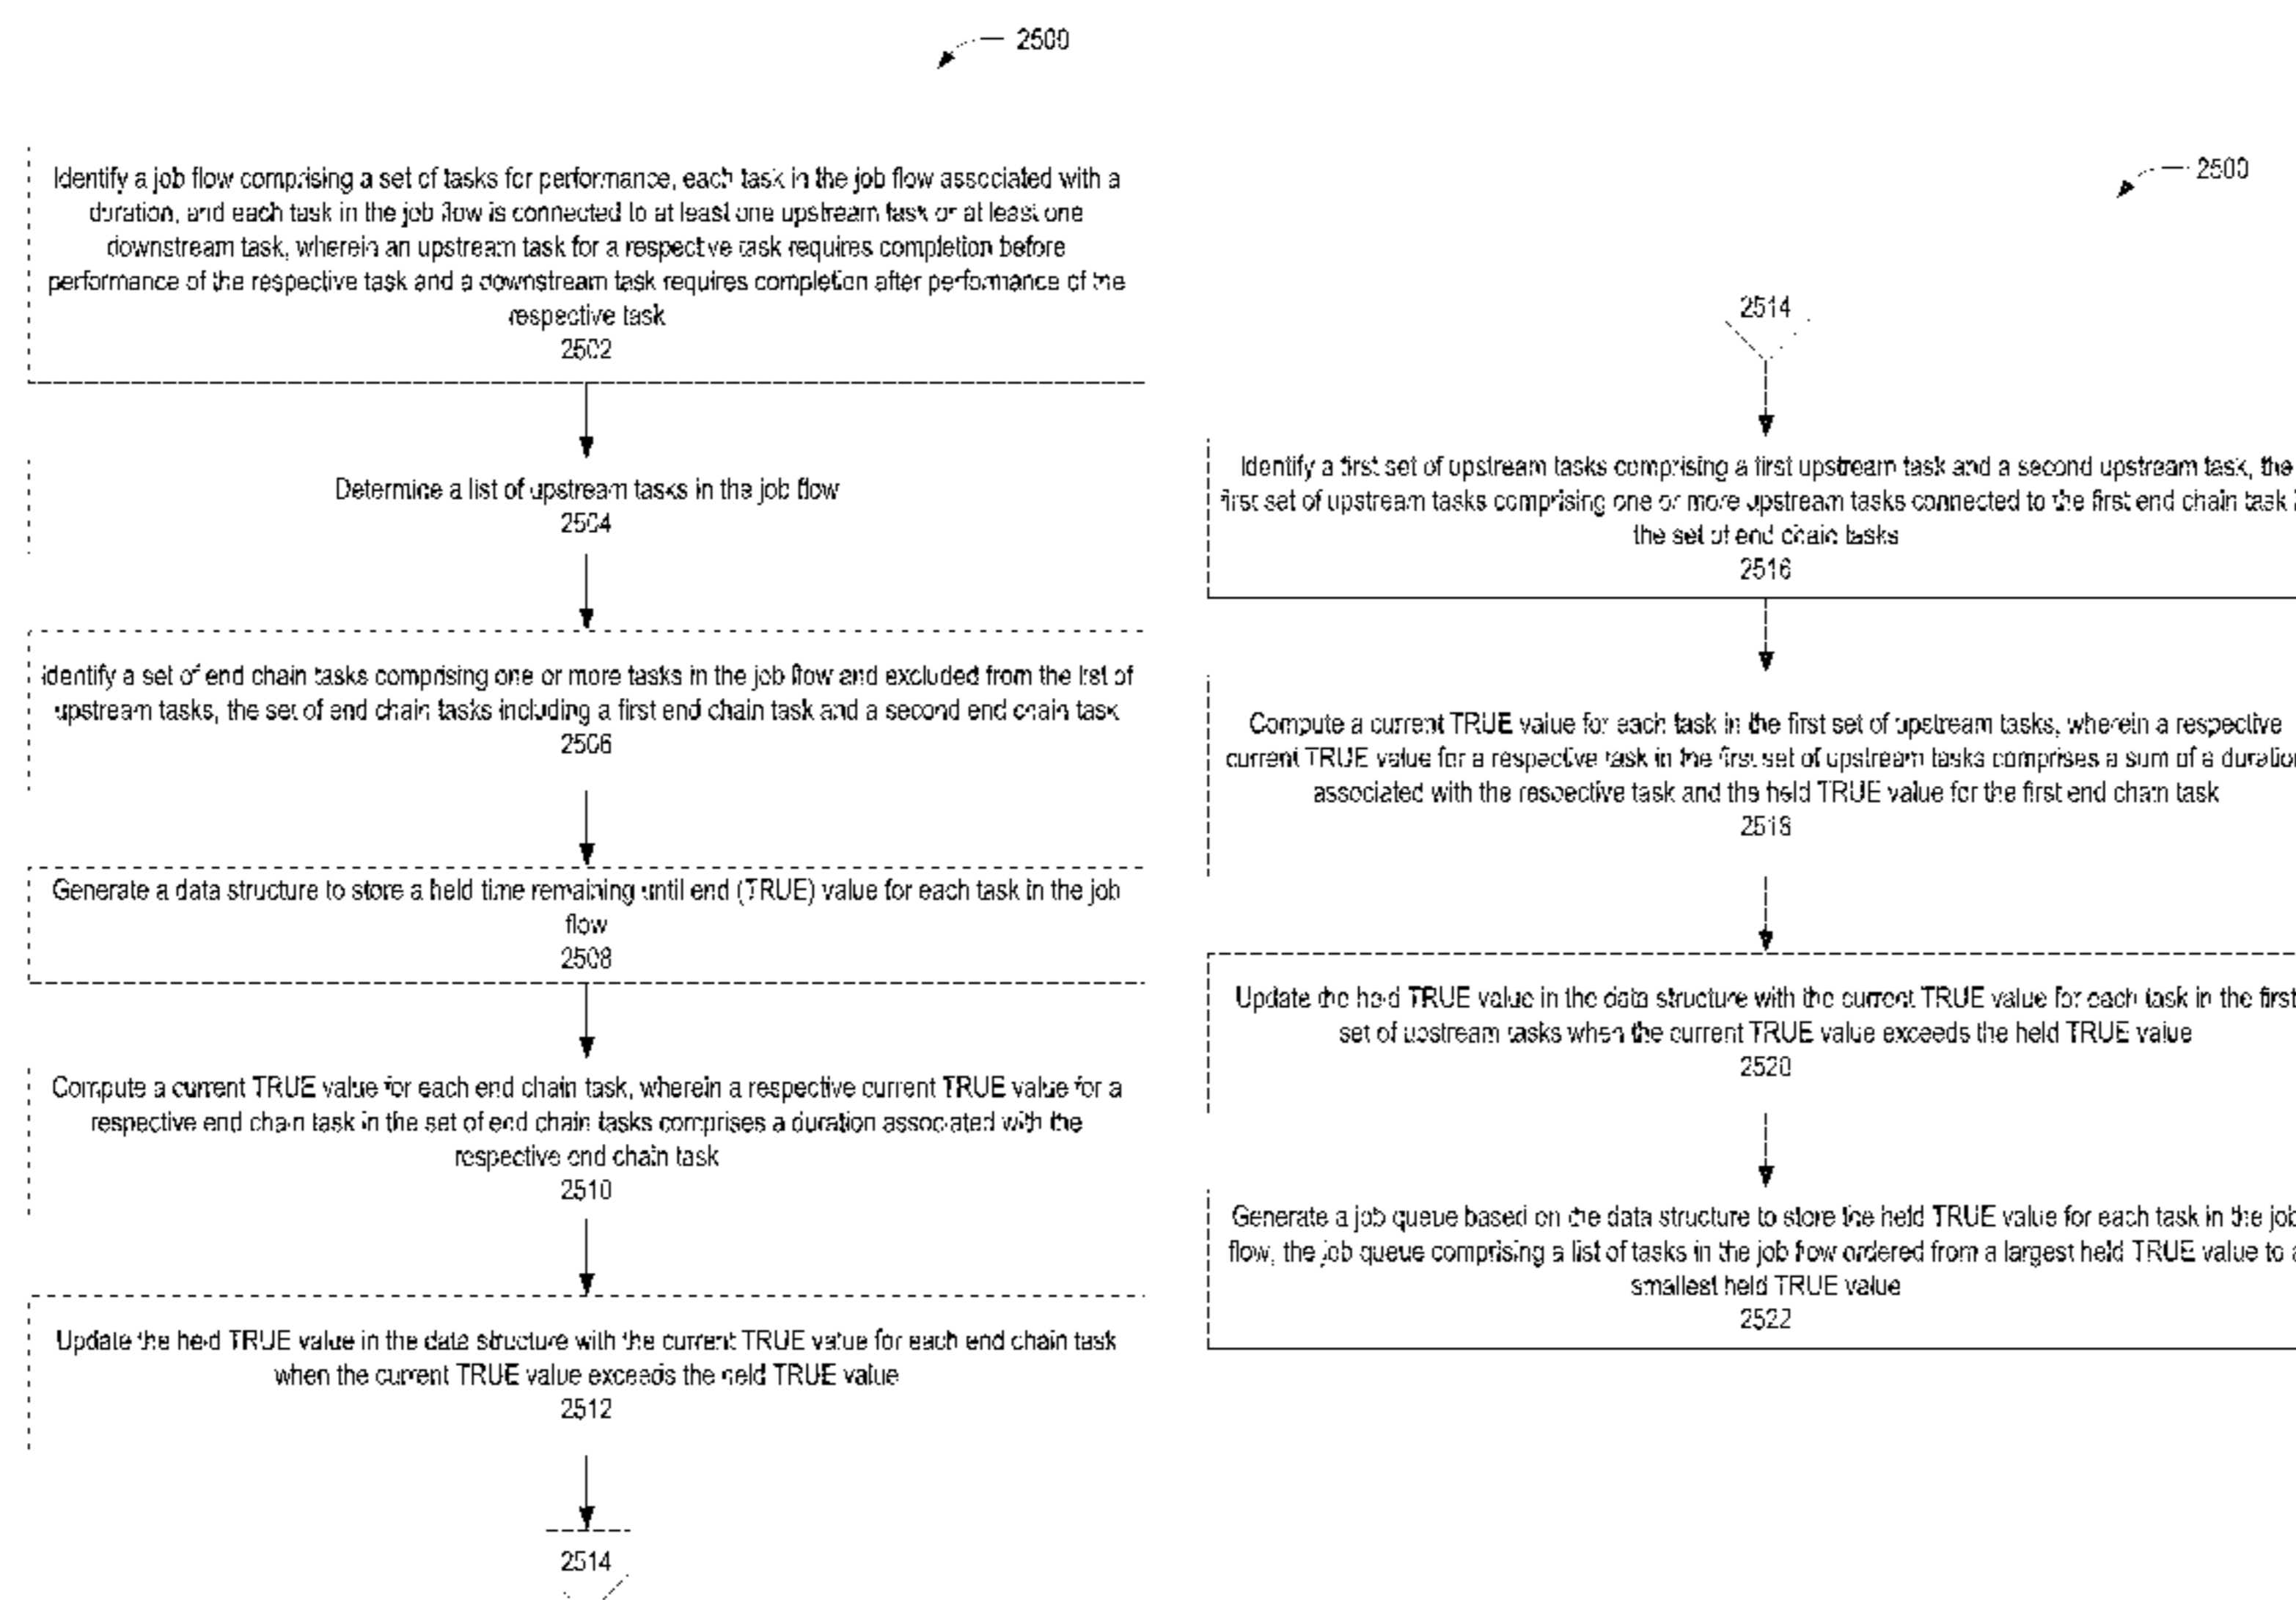 2500
Identify a job flow comprising a set of tasks for performance, each task in the job flow associated with a
duration, and each task in the job flow is connected to at least one upstream task or at least one
downstream task, wherein an upstream task for a respective task requires completion before
performance of the respective task and a downstream task requires completion after performance of the
respective task
2502
Determine a list of upstream tasks in the job flow
2504
Identify a set of end chain tasks comprising one or more tasks in the job flow and excluded from the list of
upstream tasks, the set of end chain tasks including a first end chain task and a second end chain task
2506
Generate a data structure to store a held time remaining until end (TRUE) value for each task in the job
flow
2508
Compute a current TRUE value for each end chain task, wherein a respective current TRUE value for a
respective end chain task in the set of end chain tasks comprises a duration associated with the
respective end chain task
2510
Update the held TRUE value in the data structure with the current TRUE value for each end chain task
when the current TRUE value exceeds the held TRUE value
2512
2514
2500
2514
Identify a first set of upstream tasks comprising a first upstream task and a second upstream task, the
first set of upstream tasks comprising one or more upstream tasks connected to the first end chain task
the set of end chain tasks
2516
Compute a current TRUE value for each task in the first set of upstream tasks, wherein a respective
current TRUE value for a respective task in the first set of upstream tasks comprises a sum of a duration
associated with the respective task and the held TRUE value for the first end chain task
2518
Update the held TRUE value in the data structure with the current TRUE value for each task in the first
set of upstream tasks when the current TRUE value exceeds the held TRUE value
2520
Generate a job queue based on the data structure to store the held TRUE value for each task in the job
flow, the job queue comprising a list of tasks in the job flow ordered from a largest held TRUE value to a
smallest held TRUE value
2522